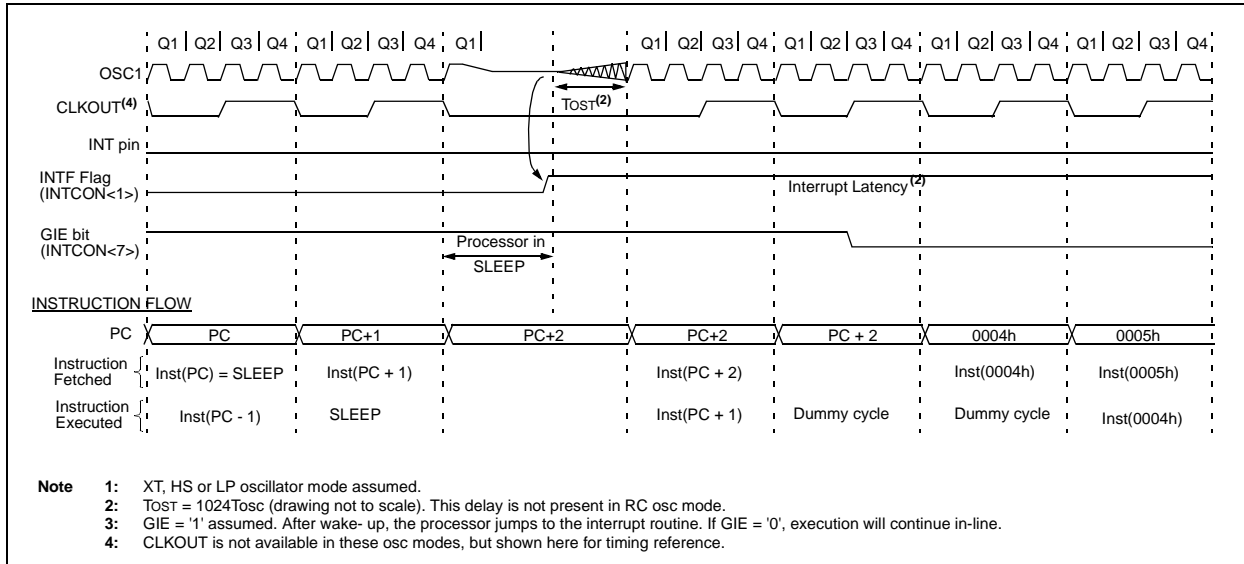 Q1 Q2 Q3 Q4 Q1 Q2 Q3 Q4 Q1 Q1 Q2 Q3 Q4 Q1 Q2 Q3 Q4 Q1 Q2 Q3 Q4 Q1 Q2 Q3 Q4
OSC1
TOST(2)
CLKOUT(4)
INT pin
INTF Flag
(INTCON<1>)
Interrupt Latency(2)
GIE bit
(INTCON<7>)
Processor in
SLEEP
INSTRUCTION FLOW
PC PC PC+1 PC+2 PC+2 PC + 2 0004h 0005h
Instruction
Fetched
Inst(PC) = SLEEP Inst(PC + 1) Inst(PC + 2) Inst(0004h) Inst(0005h)
Instruction
Executed
Inst(PC - 1) SLEEP Inst(PC + 1) Dummy cycle Dummy cycle Inst(0004h)
Note 1: XT, HS or LP oscillator mode assumed.
2: TOST = 1024Tosc (drawing not to scale). This delay is not present in RC osc mode.
3: GIE = '1' assumed. After wake- up, the processor jumps to the interrupt routine. If GIE = '0', execution will continue in-line.
4: CLKOUT is not available in these osc modes, but shown here for timing reference.